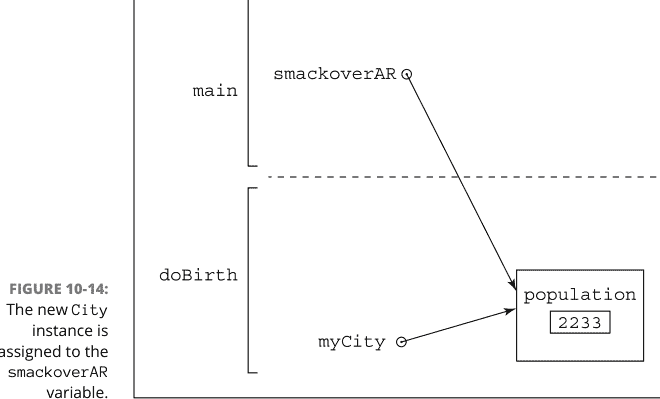 smackoverAR
main
doBirth
population
2233
myCity
FIGURE 10-14:
The new City
instance is
assigned to the
smackoverAR
variable.